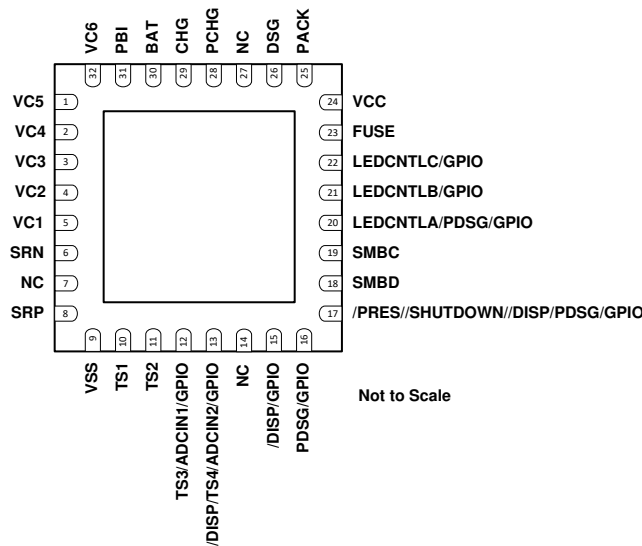 VC6
PBI
BAT
CHG
PCHG
NC
DSG
PACK
32
31
30
29
28
27
26
25
VC5 1
VC4 2
VC3 3
VC2 4
VC1 5
SRN 6
NC 7
SRP 8
24 VCC
23 FUSE
22 LEDCNTLC/GPIO
21 LEDCNTLB/GPIO
20 LEDCNTLA/PDSG/GPIO
19 SMBC
18 SMBD
17 /PRES//SHUTDOWN//DISP/PDSG/GPIO
9
10
11
12
13
14
15
16
VSS
TS1
TS2
TS3/ADCIN1/GPIO
/DISP/TS4/ADCIN2/GPIO
NC
/DISP/GPIO
PDSG/GPIO
Not to Scale